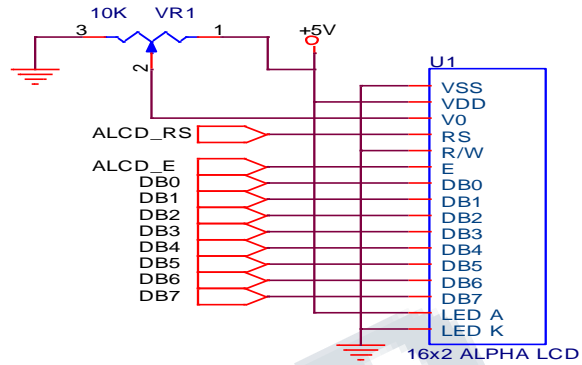 10K VR1
3 1
+5V
2
U1
VSS
VDD
V0
ALCD_RS RS
R/W
ALCD_E E
DB0 DB0
DB1 DB1
DB2 DB2
DB3 DB3
DB4 DB4
DB5 DB5
DB6 DB6
DB7 DB7
LED A
LED K
16x2 ALPHA LCD